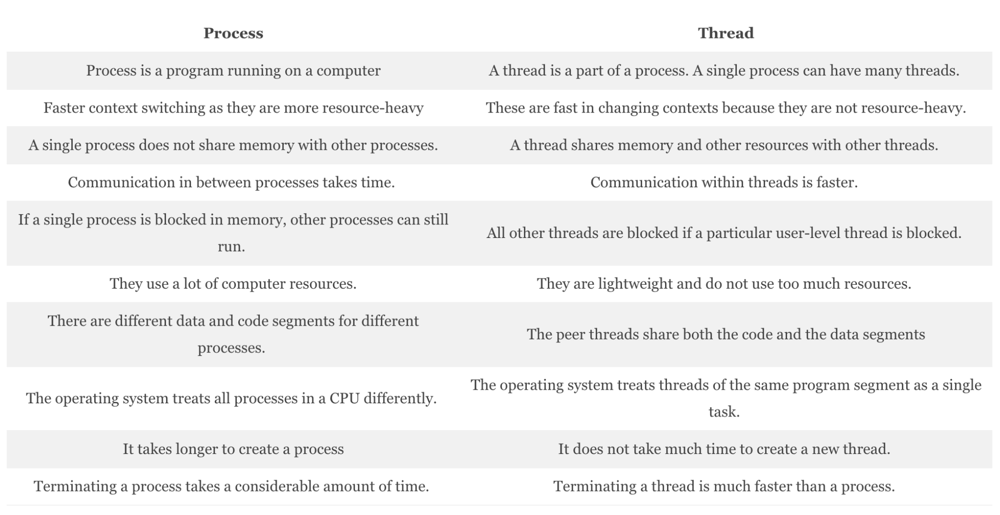 Process
Thread
Process is a program running on a computer
A thread is a part of a process. A single process can have many threads.
Faster context switching as they are more resource-heavy
These are fast in changing contexts because they are not resource-heavy.
A single process does not share memory with other processes.
A thread shares memory and other resources with other threads.
Communication in between processes takes time.
Communication within threads is faster.
If a single process is blocked in memory, other processes can still
run.
All other threads are blocked if a particular user-level thread is blocked.
They use a lot of computer resources.
They are lightweight and do not use too much resources.
There are different data and code segments for different
processes.
The peer threads share both the code and the data segments
The operating system treats all processes in a CPU differently.
The operating system treats threads of the same program segment as a single
task.
It takes longer to create a process
It does not take much time to create a new thread.
Terminating a process takes a considerable amount of time.
Terminating a thread is much faster than a process.